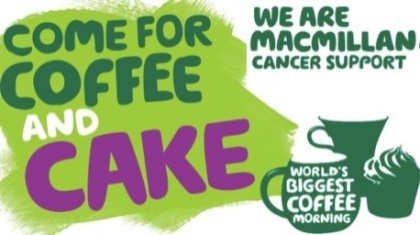 COME FOR
COFFEE
AND
CAKE
WE ARE
MACMILLAN.
CANCER SUPPORT
WORLD'S
BIGGEST
COFFEE
MORNING